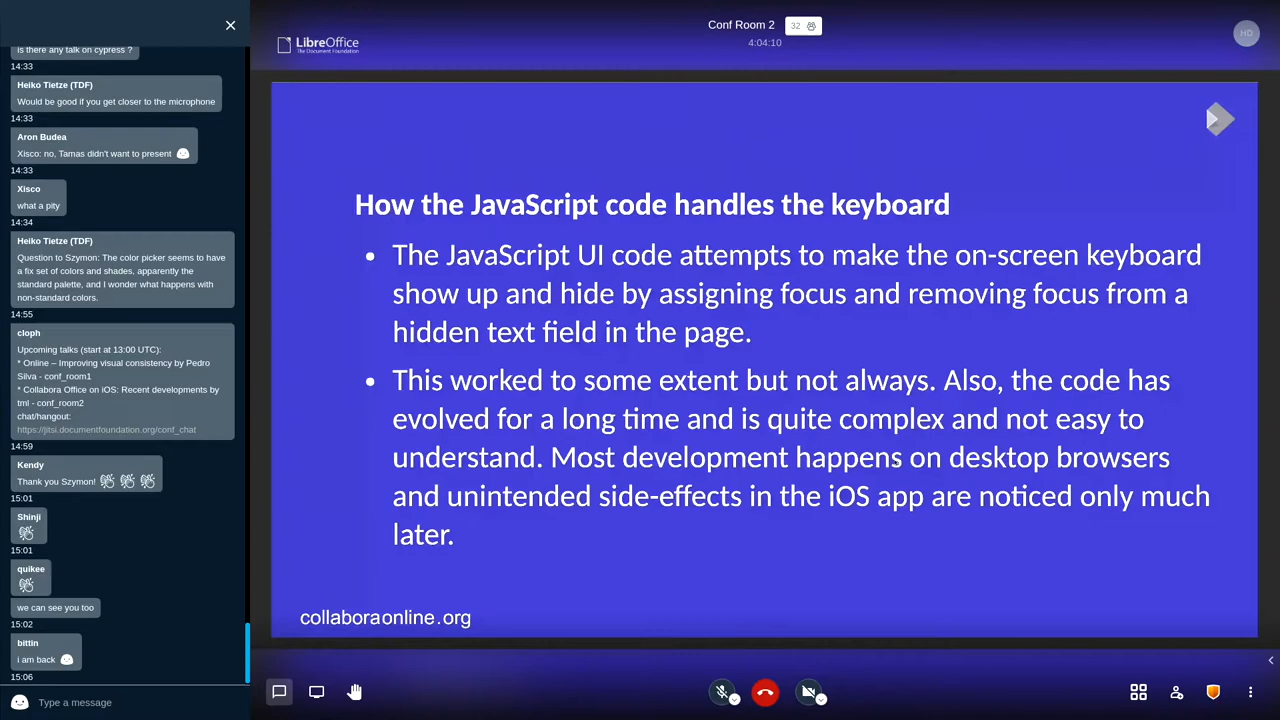 is there any talk on cypress ?
14:33
Heiko Tietze (TDF)
Would be good if you get closer to the microphone
14:33
Aron Budea
Xisco: no, Tamas didn't want to present
14:33
Xisco
what a pity
14:34
Heiko Tietze (TDF)
Question to Szymon: The color picker seems to have
a fix set of colors and shades, apparently the
standard palette, and I wonder what happens with
non-standard colors.
14:55
cloph
Upcoming talks (start at 13:00 UTC):
* Online – Improving visual consistency by Pedro
Silva - conf_room1
* Collabora Office on iOS: Recent developments by
tml - conf_room2
chat/hangout:
https://jitsi.documentfoundation.org/conf_chat
14:59
Kendy
Thank you Szymon!
15:01
Shinji
15:01
quikee
we can see you too
15:02
bittin
i am back
15:06
Type a message
LibreOffice
The Document Foundation
Conf Room 2
32
4:04:10
HD
How the JavaScript code handles the keyboard
• The JavaScript UI code attempts to make the on-screen keyboard
show up and hide by assigning focus and removing focus from a
hidden text field in the page.
• This worked to some extent but not always. Also, the code has
evolved for a long time and is quite complex and not easy to
understand. Most development happens on desktop browsers
and unintended side-effects in the iOS app are noticed only much
later.
collaboraonline.org